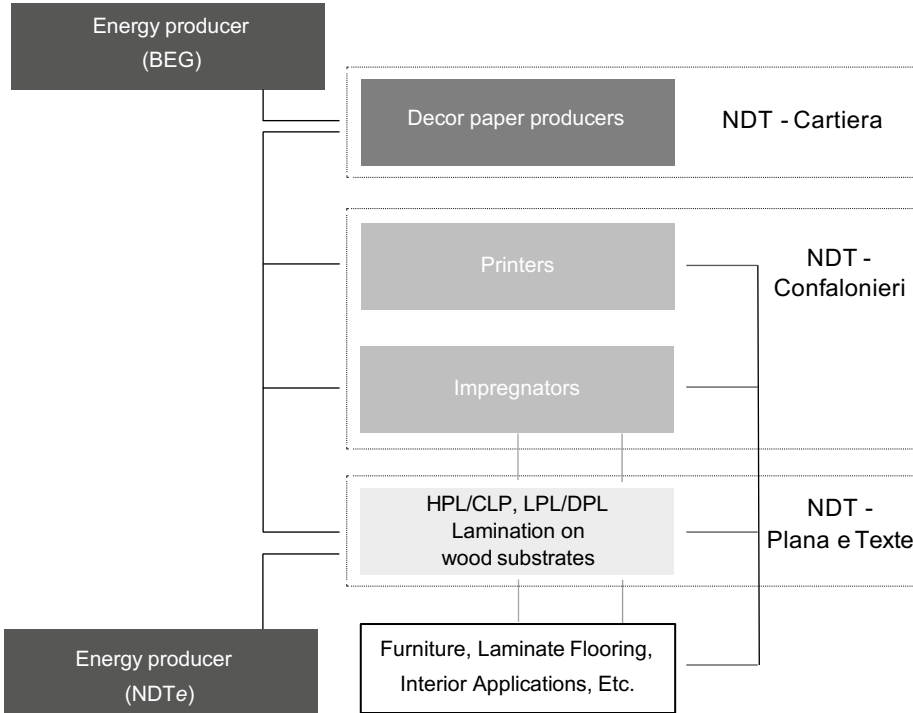 Energy producer
(BEG)
Decor paper producers
NDT - Cartiera
Printers
NDT -
Confalonieri
Impregnators
HPL/CLP, LPL/DPL
Lamination on
wood substrates
NDT -
Plana e Texte
Energy producer
(NDTe)
Furniture, Laminate Flooring,
Interior Applications, Etc.